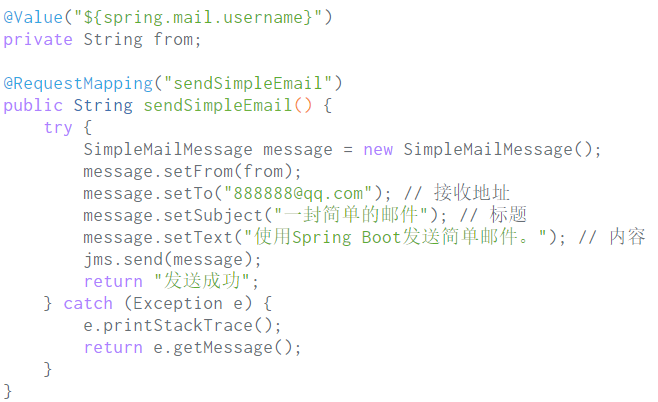 @Value("${spring.mail.username}")
private String from;

@RequestMapping("sendSimpleEmail")
public String sendSimpleEmail() {
    try {
        SimpleMailMessage message = new SimpleMailMessage();
        message.setFrom(from);
        message.setTo("888888@qq.com"); // 接收地址
        message.setSubject("一封简单的邮件"); // 标题
        message.setText("使用Spring Boot发送简单邮件。"); // 内容
        jms.send(message);
        return "发送成功";
    } catch (Exception e) {
        e.printStackTrace();
        return e.getMessage();
    }
}